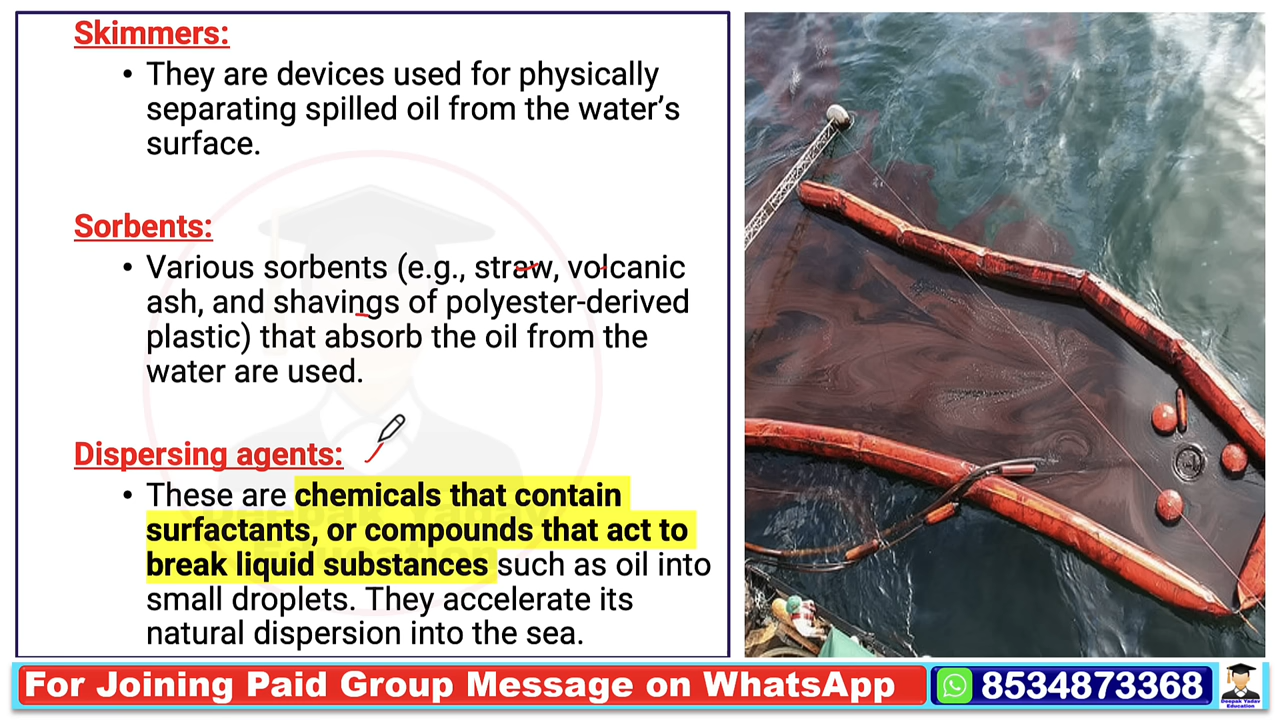 Skimmers:
• They are devices used for physically
separating spilled oil from the water's
surface.
Sorbents:
• Various sorbents (e.g., straw, volcanic
ash, and shavings of polyester-derived
plastic) that absorb the oil from the
water are used.
Dispersing agents:
• These are chemicals that contain
surfactants, or compounds that act to
break liquid substances such as oil into
small droplets. They accelerate its
natural dispersion into the sea.
For Joining Paid Group Message on WhatsApp
8534873368
Deepak Yadav
Education